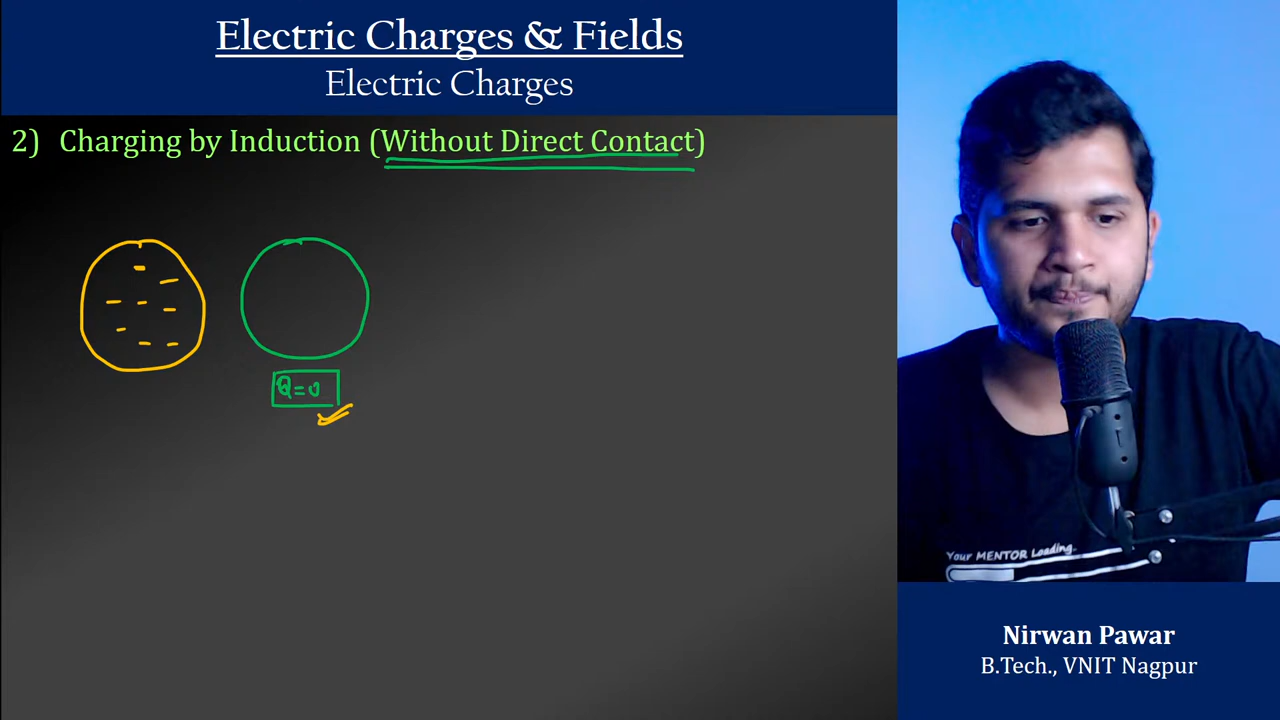 Electric Charges & Fields
Electric Charges
2) Charging by Induction (Without Direct Contact)
Q=0
Your MENTOR Loading..
Nirwan Pawar
B.Tech., VNIT Nagpur